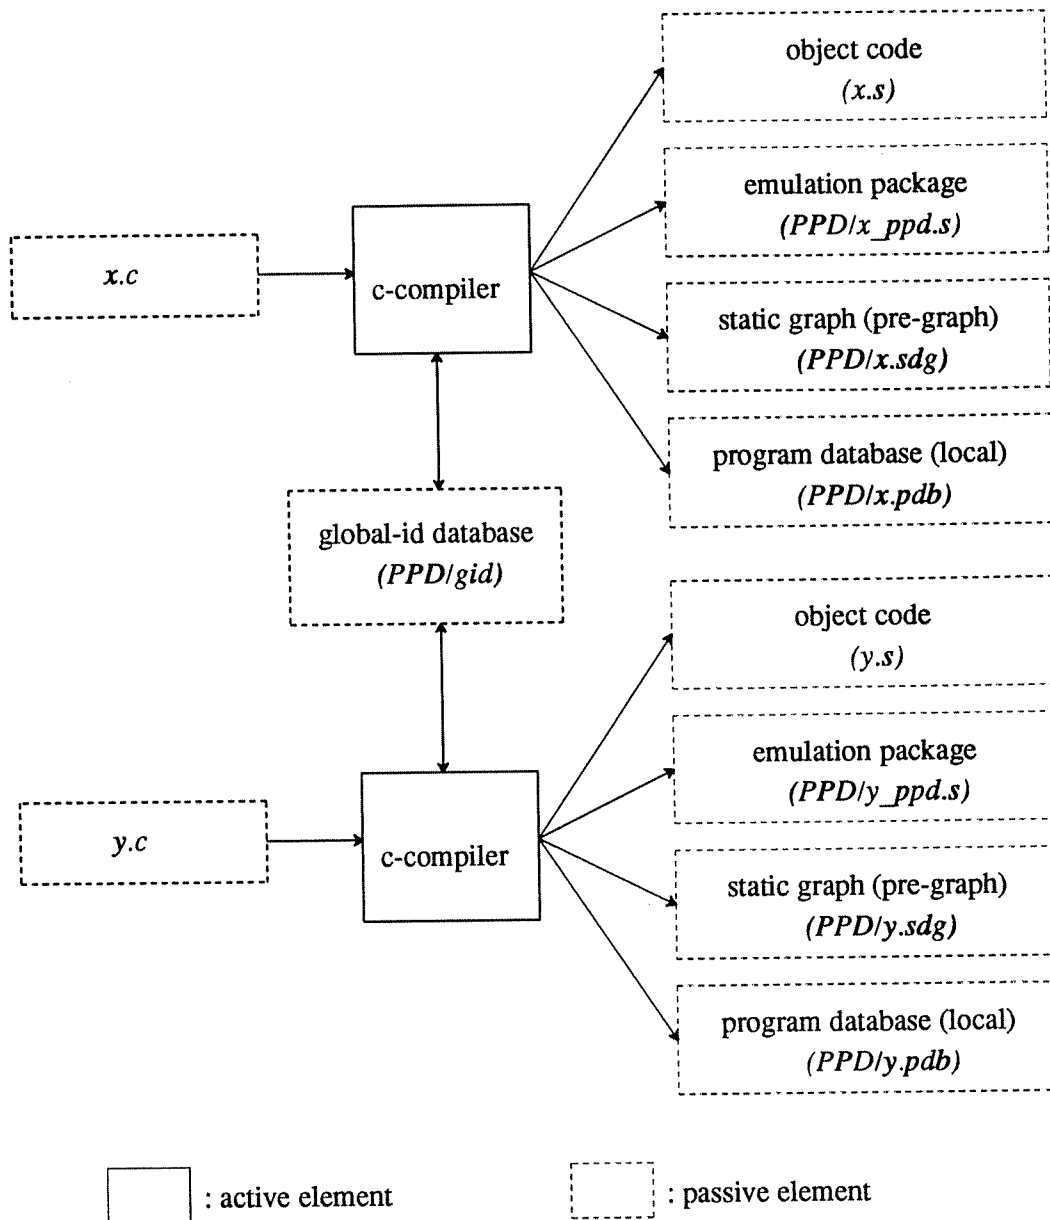 object code
(x.s)
emulation package
(PPD/x_ppd.s)
x.c
c-compiler
static graph (pre-graph)
(PPD/x.sdg)
program database (local)
(PPD/x.pdb)
global-id database
(PPD/gid)
object code
(y.s)
emulation package
(PPD/y_ppd.s)
y.c
c-compiler
static graph (pre-graph)
(PPD/y.sdg)
program database (local)
(PPD/y.pdb)
: active element
: passive element